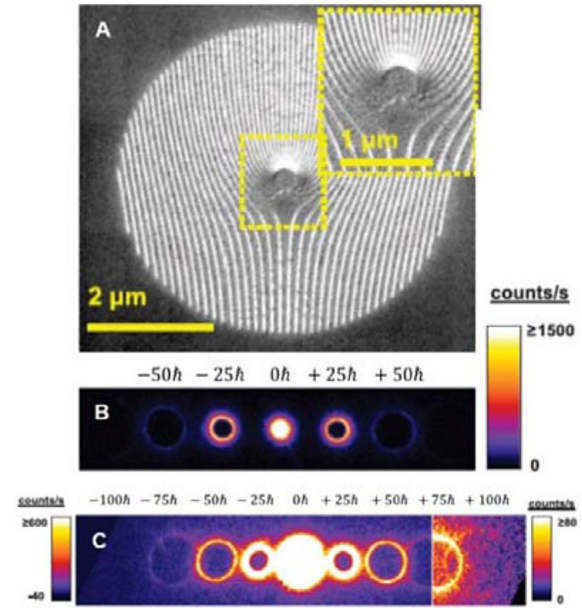 A
1 μm
2 μm
counts/s
≥1500
0
−50ℏ −25ℏ 0ℏ +25ℏ +50ℏ
B
counts/s
≥600
-40
−100ℏ −75ℏ −50ℏ −25ℏ 0ℏ +25ℏ +50ℏ +75ℏ +100ℏ
counts/s
≥80
0
C